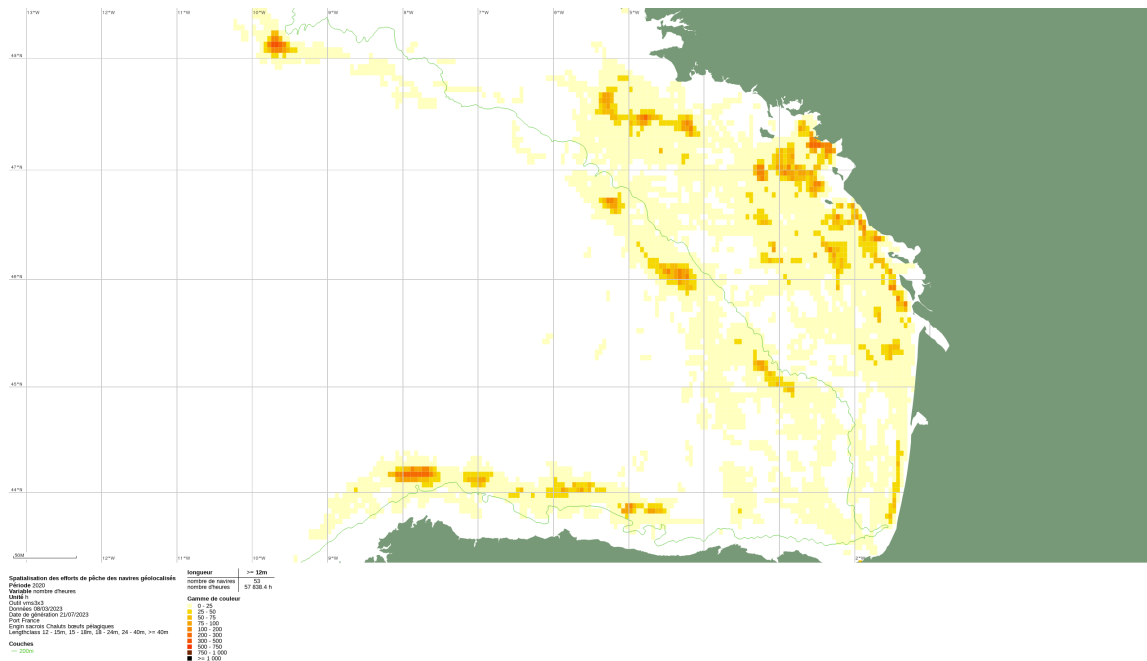 13°W 12°W 11°W 10°W 9°W 8°W 7°W 6°W 5°W
48°N
47°N
46°N
45°N
44°N
50M
12°W 11°W 10°W 9°W 2°W
Spatialisation des efforts de pêche des navires géolocalisés
Période 2020
Variable nombre d'heures
Unité h
Outil vms3x3
Données 08/03/2023
Date de génération 21/07/2023
Port France
Engin sacrois Chaluts bœufs pélagiques
Lengthclass 12 - 15m, 15 - 18m, 18 - 24m, 24 - 40m, >= 40m
Couches
200m
longueur >= 12m
nombre de navires 53
nombre d'heures 57 838.4 h
Gamme de couleur
0 - 25
25 - 50
50 - 75
75 - 100
100 - 200
200 - 300
300 - 500
500 - 750
750 - 1 000
>= 1 000